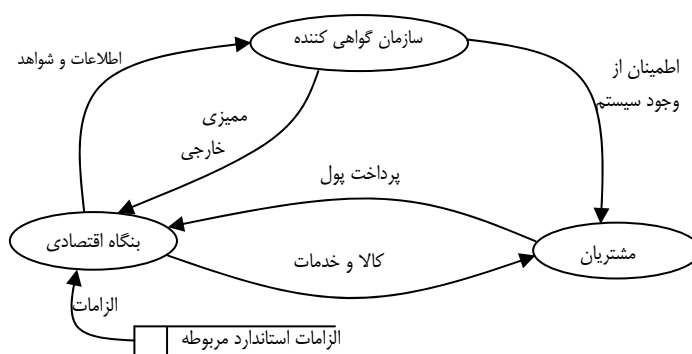 سازمان گواهی کننده
اطلاعات و شواهد
اطمینان از
وجود سیستم
ممیزی
خارجی
پرداخت پول
بنگاه اقتصادی
مشتریان
کالا و خدمات
الزامات
الزامات استاندارد مربوطه